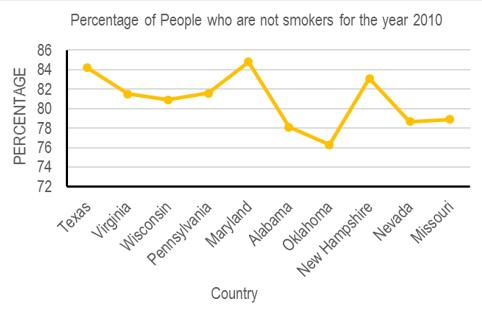 Percentage of People who are not smokers for the year 2010
PERCENTAGE
86
84
82
80
78
76
74
72
Texas
Virginia
Wisconsin
Pennsylvania
Maryland
Alabama
Oklahoma
New Hampshire
Nevada
Missouri
Country